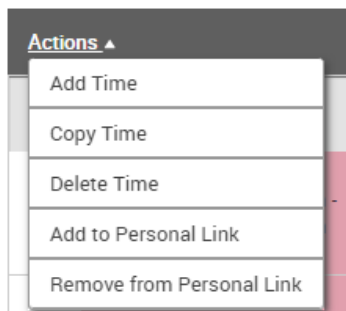 Actions ▲
Add Time
Copy Time
Delete Time
Add to Personal Link
Remove from Personal Link
-